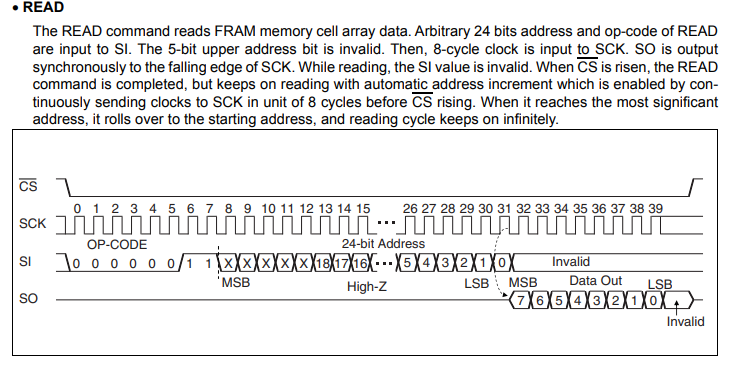 • READ
The READ command reads FRAM memory cell array data. Arbitrary 24 bits address and op-code of READ
are input to SI. The 5-bit upper address bit is invalid. Then, 8-cycle clock is input to SCK. SO is output
synchronously to the falling edge of SCK. While reading, the SI value is invalid. When CS is risen, the READ
command is completed, but keeps on reading with automatic address increment which is enabled by con-
tinuously sending clocks to SCK in unit of 8 cycles before CS rising. When it reaches the most significant
address, it rolls over to the starting address, and reading cycle keeps on infinitely.
CS
0 1 2 3 4 5 6 7 8 9 10 11 12 13 14 15 26 27 28 29 30 31 32 33 34 35 36 37 38 39
SCK ...
OP-CODE 24-bit Address
SI 0 0 0 0 0 0 1 1 X X X X X 18 17 16 ... 5 4 3 2 1 0 Invalid
MSB High-Z LSB MSB Data Out LSB
SO 7 6 5 4 3 2 1 0
Invalid